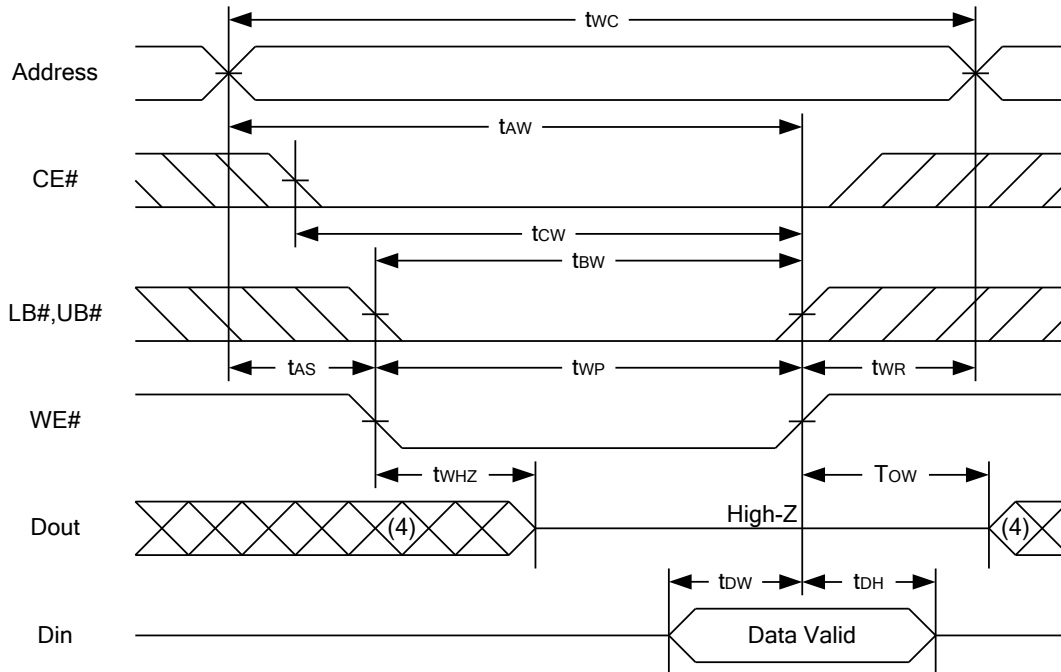 tWC
Address
tAW
CE#
tCW
tBW
LB#,UB#
tAS
tWP
tWR
WE#
tWHZ
TOW
Dout
(4)
High-Z
(4)
tDW
tDH
Din
Data Valid